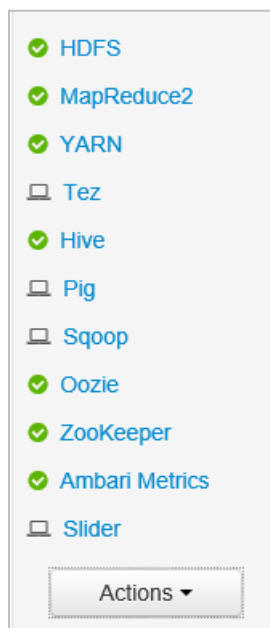 HDFS
MapReduce2
YARN
Tez
Hive
Pig
Sqoop
Oozie
ZooKeeper
Ambari Metrics
Slider
Actions